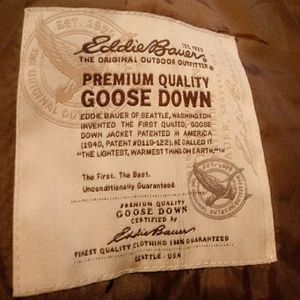 Eddie Bauer EST. 1920
THE ORIGINAL OUTDOOR OUTFITTER
PREMIUM QUALITY
GOOSE DOWN
EDDIE BAUER OF SEATTLE, WASHINGTON
INVENTED THE FIRST QUILTED, GOOSE
DOWN JACKET PATENTED IN AMERICA
(1940, PATENT #D119-122). HE CALLED IT
"THE LIGHTEST, WARMEST THING ON EARTH."
The First. The Best.
Unconditionally Guaranteed.
PREMIUM QUALITY
GOOSE DOWN
CERTIFIED by
Eddie Bauer
FINEST QUALITY CLOTHING 100% GUARANTEED
SEATTLE · USA